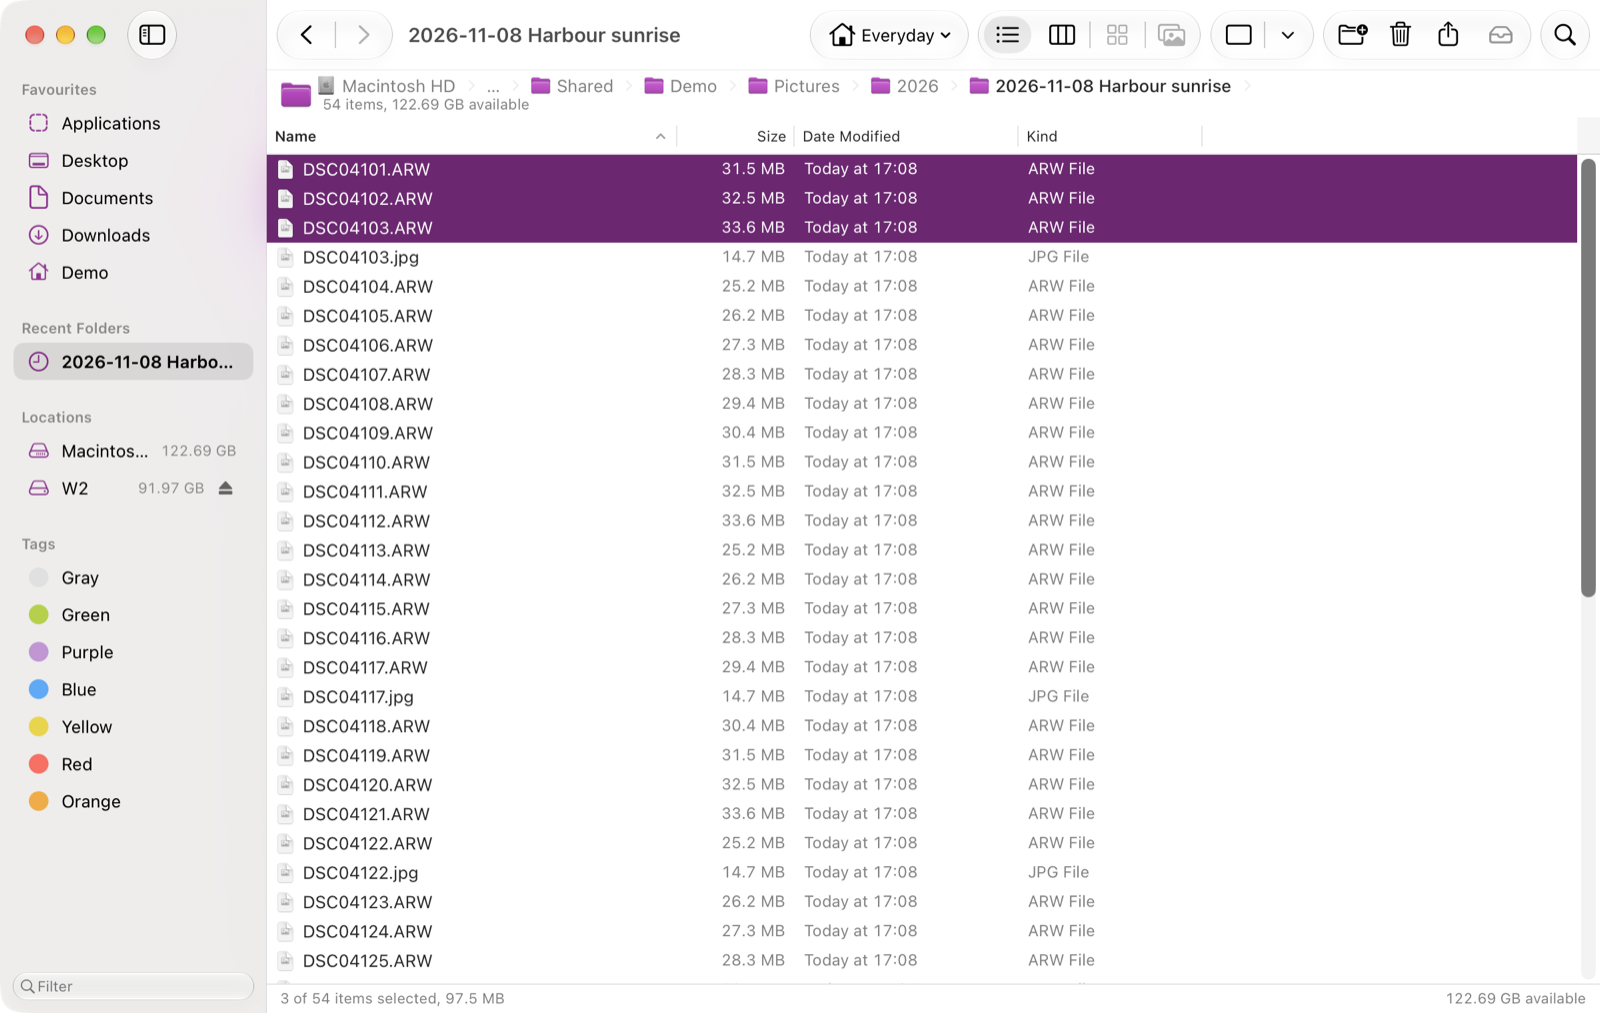 2026-11-08 Harbour sunrise
Everyday
Favourites
Applications
Desktop
Documents
Downloads
Demo
Recent Folders
2026-11-08 Harbo...
Locations
Macintos... 122.69 GB
W2 91.97 GB
Tags
Gray
Green
Purple
Blue
Yellow
Red
Orange
Filter
Macintosh HD ... Shared Demo Pictures 2026 2026-11-08 Harbour sunrise
54 items, 122.69 GB available
Name Size Date Modified Kind
DSC04101.ARW 31.5 MB Today at 17:08 ARW File
DSC04102.ARW 32.5 MB Today at 17:08 ARW File
DSC04103.ARW 33.6 MB Today at 17:08 ARW File
DSC04103.jpg 14.7 MB Today at 17:08 JPG File
DSC04104.ARW 25.2 MB Today at 17:08 ARW File
DSC04105.ARW 26.2 MB Today at 17:08 ARW File
DSC04106.ARW 27.3 MB Today at 17:08 ARW File
DSC04107.ARW 28.3 MB Today at 17:08 ARW File
DSC04108.ARW 29.4 MB Today at 17:08 ARW File
DSC04109.ARW 30.4 MB Today at 17:08 ARW File
DSC04110.ARW 31.5 MB Today at 17:08 ARW File
DSC04111.ARW 32.5 MB Today at 17:08 ARW File
DSC04112.ARW 33.6 MB Today at 17:08 ARW File
DSC04113.ARW 25.2 MB Today at 17:08 ARW File
DSC04114.ARW 26.2 MB Today at 17:08 ARW File
DSC04115.ARW 27.3 MB Today at 17:08 ARW File
DSC04116.ARW 28.3 MB Today at 17:08 ARW File
DSC04117.ARW 29.4 MB Today at 17:08 ARW File
DSC04117.jpg 14.7 MB Today at 17:08 JPG File
DSC04118.ARW 30.4 MB Today at 17:08 ARW File
DSC04119.ARW 31.5 MB Today at 17:08 ARW File
DSC04120.ARW 32.5 MB Today at 17:08 ARW File
DSC04121.ARW 33.6 MB Today at 17:08 ARW File
DSC04122.ARW 25.2 MB Today at 17:08 ARW File
DSC04122.jpg 14.7 MB Today at 17:08 JPG File
DSC04123.ARW 26.2 MB Today at 17:08 ARW File
DSC04124.ARW 27.3 MB Today at 17:08 ARW File
DSC04125.ARW 28.3 MB Today at 17:08 ARW File
3 of 54 items selected, 97.5 MB
122.69 GB available